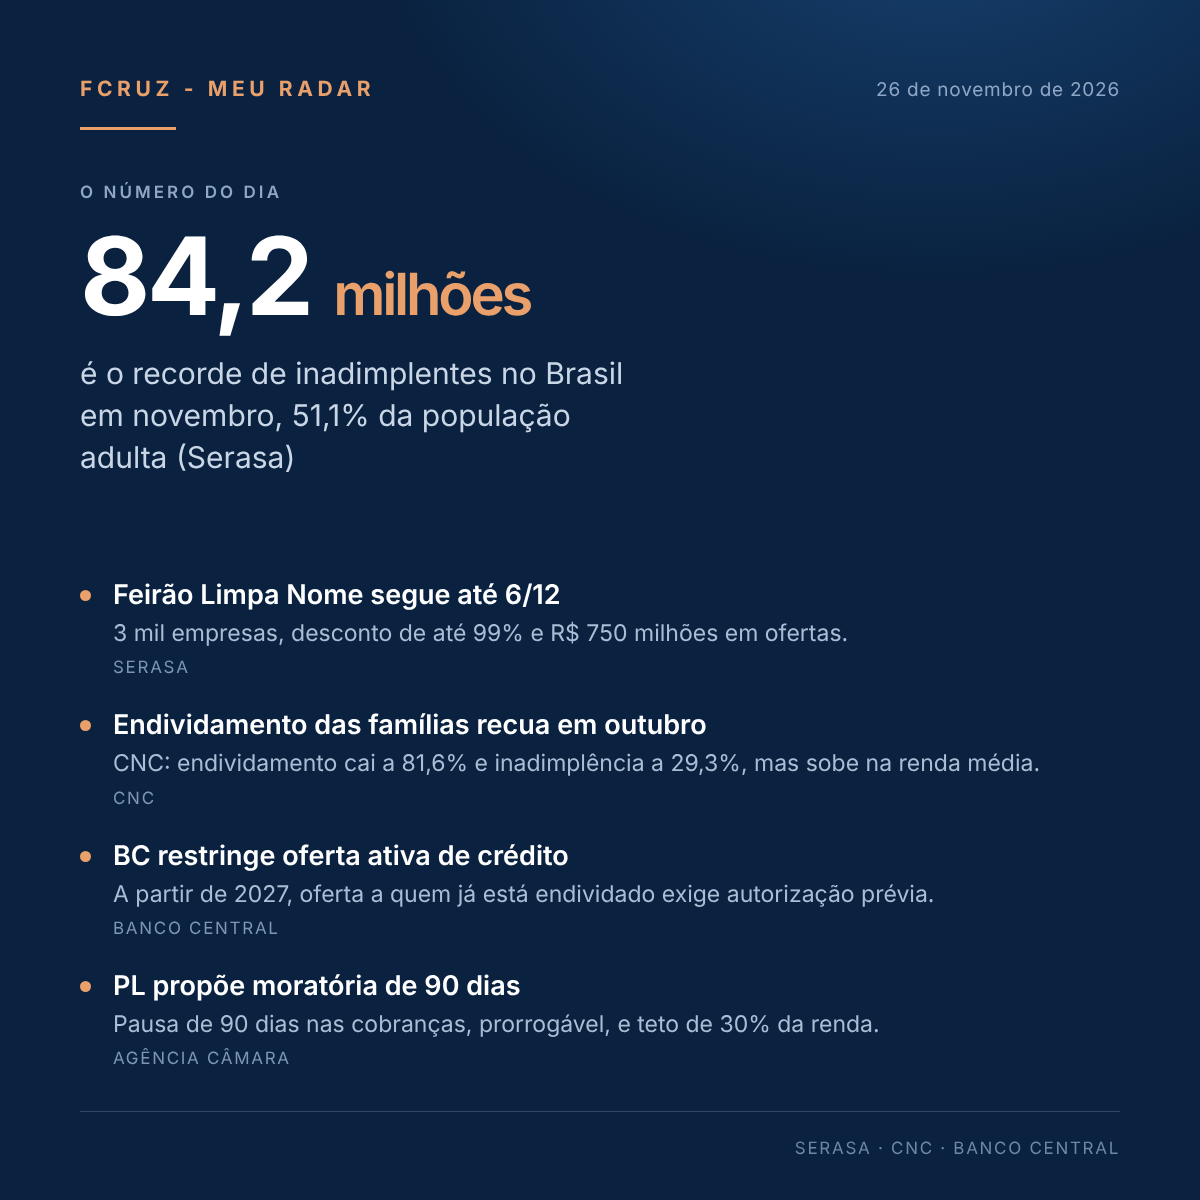 FCRUZ - MEU RADAR
26 de novembro de 2026
O NÚMERO DO DIA
84,2 milhões
é o recorde de inadimplentes no Brasil
em novembro, 51,1% da população
adulta (Serasa)
Feirão Limpa Nome segue até 6/12
3 mil empresas, desconto de até 99% e R$ 750 milhões em ofertas.
SERASA
Endividamento das famílias recua em outubro
CNC: endividamento cai a 81,6% e inadimplência a 29,3%, mas sobe na renda média.
CNC
BC restringe oferta ativa de crédito
A partir de 2027, oferta a quem já está endividado exige autorização prévia.
BANCO CENTRAL
PL propõe moratória de 90 dias
Pausa de 90 dias nas cobranças, prorrogável, e teto de 30% da renda.
AGÊNCIA CÂMARA
SERASA · CNC · BANCO CENTRAL